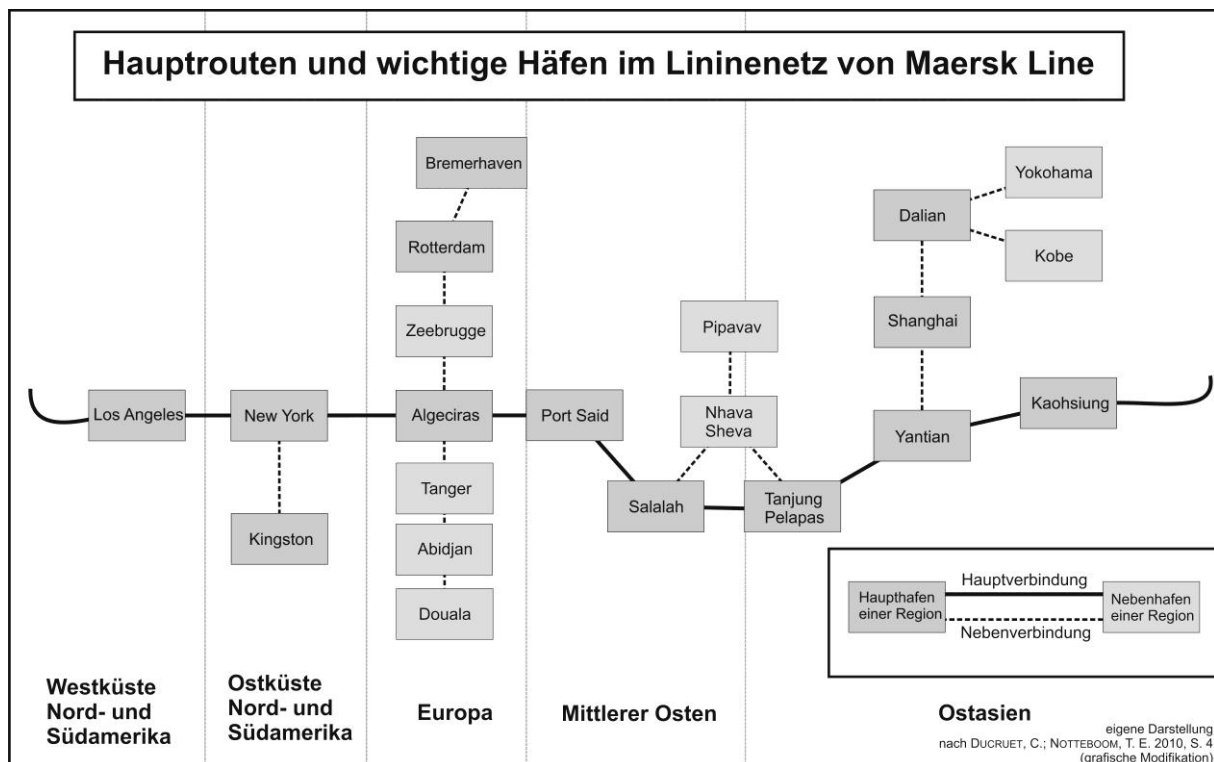 Hauptrouten und wichtige Häfen im Lininenetz von Maersk Line
Bremerhaven
Rotterdam
Zeebrugge
Los Angeles
New York
Algeciras
Port Said
Kingston
Tanger
Abidjan
Douala
Pipavav
Nhava
Sheva
Salalah
Tanjung
Pelapas
Yokohama
Dalian
Kobe
Shanghai
Yantian
Kaohsiung
Haupthafen
einer Region
Hauptverbindung
Nebenverbindung
Nebenhafen
einer Region
Westküste
Nord- und
Südamerika
Ostküste
Nord- und
Südamerika
Europa
Mittlerer Osten
Ostasien
eigene Darstellung
nach DUCRUET, C.; NOTTEBOOM, T. E. 2010, S. 4
(grafische Modifikation)